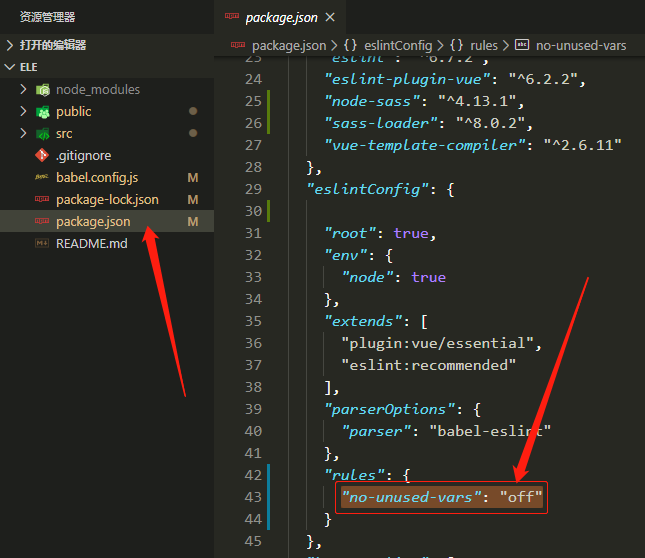 资源管理器
打开的编辑器
ELE
node_modules
public
src
.gitignore
babel.config.js M
package-lock.json M
package.json M
README.md
package.json ×
package.json > {} eslintConfig > {} rules > abc no-unused-vars
23 "eslint": "^6.7.2",
24 "eslint-plugin-vue": "^6.2.2",
25 "node-sass": "^4.13.1",
26 "sass-loader": "^8.0.2",
27 "vue-template-compiler": "^2.6.11"
28 },
29 "eslintConfig": {
30
31 "root": true,
32 "env": {
33 "node": true
34 },
35 "extends": [
36 "plugin:vue/essential",
37 "eslint:recommended"
38 ],
39 "parserOptions": {
40 "parser": "babel-eslint"
41 },
42 "rules": {
43 "no-unused-vars": "off"
44 }
45 },